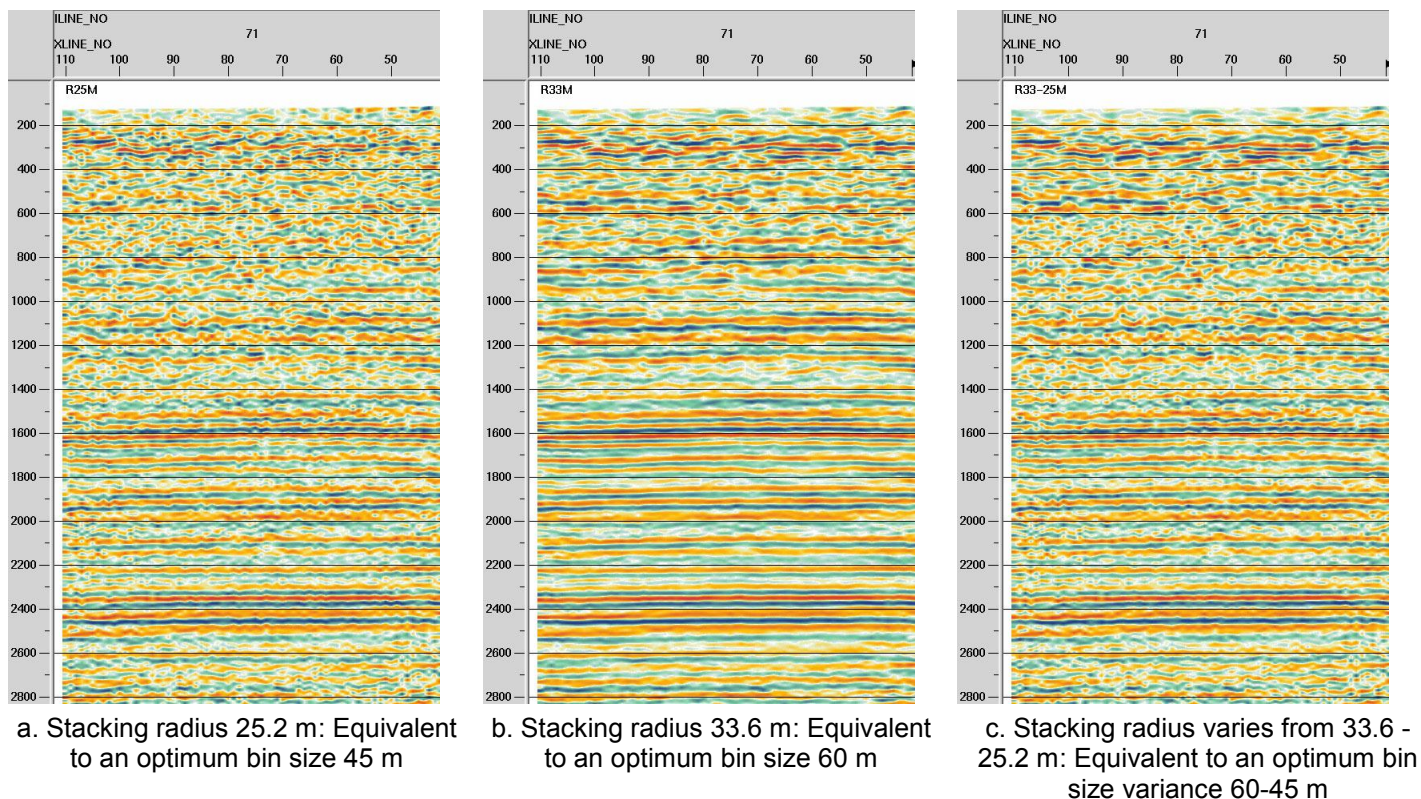 ILINE_NO
71
XLINE_NO
110 100 90 80 70 60 50
R25M
200
400
600
800
1000
1200
1400
1600
1800
2000
2200
2400
2600
2800
a. Stacking radius 25.2 m: Equivalent
to an optimum bin size 45 m
ILINE_NO
71
XLINE_NO
110 100 90 80 70 60 50
R33M
200
400
600
800
1000
1200
1400
1600
1800
2000
2200
2400
2600
2800
b. Stacking radius 33.6 m: Equivalent
to an optimum bin size 60 m
ILINE_NO
71
XLINE_NO
110 100 90 80 70 60 50
R33-25M
200
400
600
800
1000
1200
1400
1600
1800
2000
2200
2400
2600
2800
c. Stacking radius varies from 33.6 -
25.2 m: Equivalent to an optimum bin
size variance 60-45 m